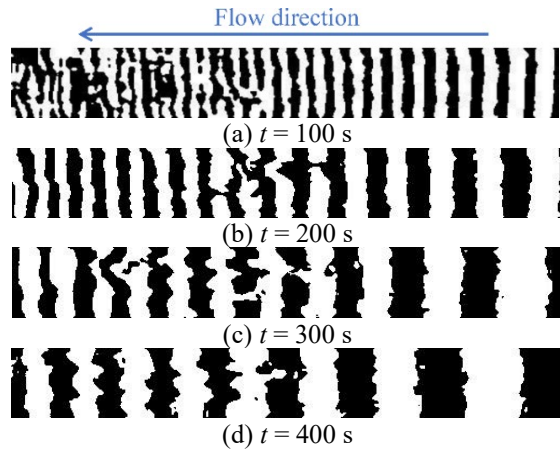 Flow direction
(a) t = 100 s
(b) t = 200 s
(c) t = 300 s
(d) t = 400 s